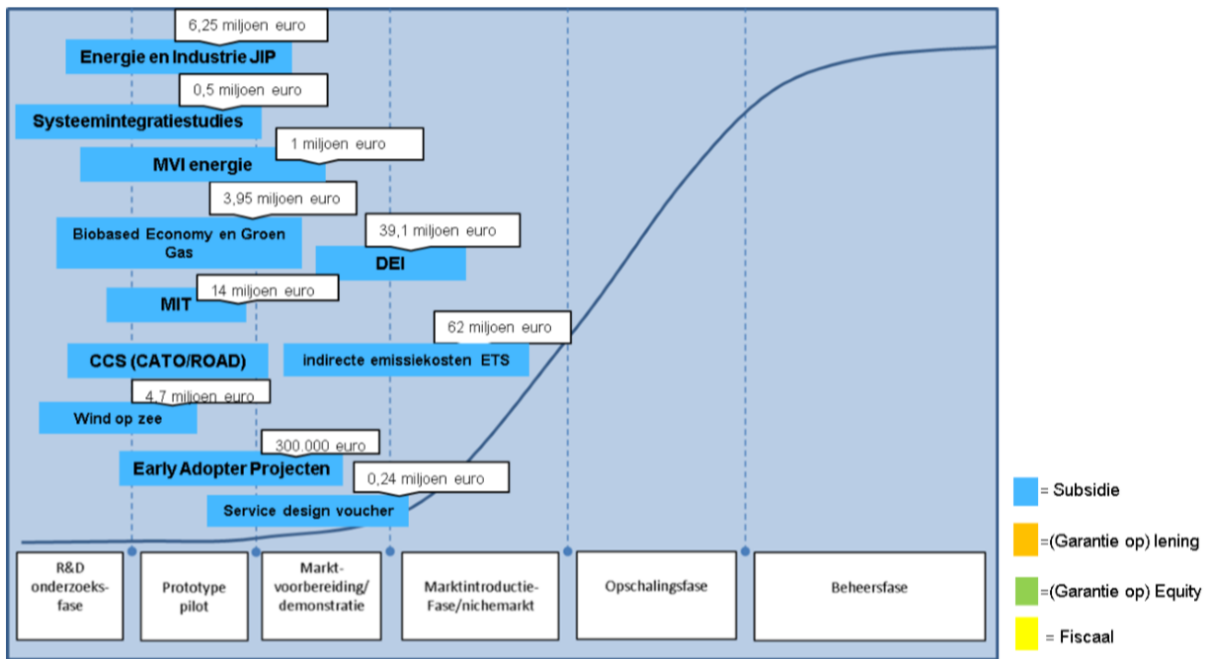 6,25 miljoen euro
Energie en Industrie JIP
0,5 miljoen euro
Systeemintegratiestudies
1 miljoen euro
MVI energie
3,95 miljoen euro
Biobased Economy en Groen
Gas
39,1 miljoen euro
DEI
14 miljoen euro
MIT
62 miljoen euro
CCS (CATO/ROAD)
indirecte emissiekosten ETS
4,7 miljoen euro
Wind op zee
300.000 euro
Early Adopter Projecten
0,24 miljoen euro
Service design voucher
= Subsidie
=(Garantie op) lening
=(Garantie op) Equity
= Fiscaal
R&D
onderzoeks-
fase
Prototype
pilot
Markt-
voorbereiding/
demonstratie
Marktintroductie-
Fase/nichemarkt
Opschalingsfase
Beheersfase